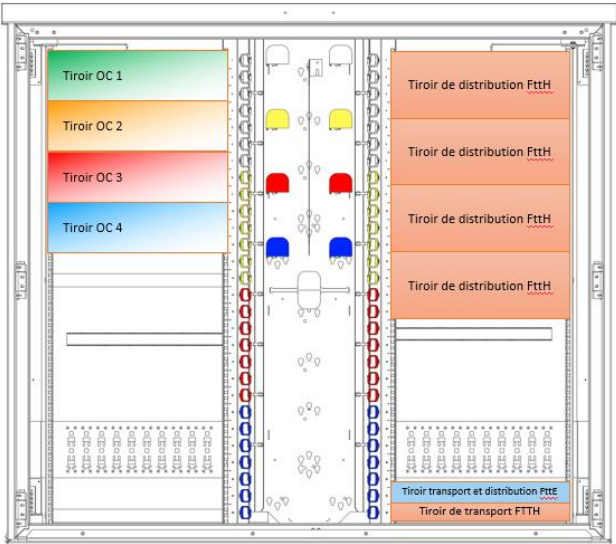 Tiroir OC 1
Tiroir OC 2
Tiroir OC 3
Tiroir OC 4
Tiroir de distribution FttH
Tiroir de distribution FttH
Tiroir de distribution FttH
Tiroir de distribution FttH
Tiroir transport et distribution FttE
Tiroir de transport FTTH